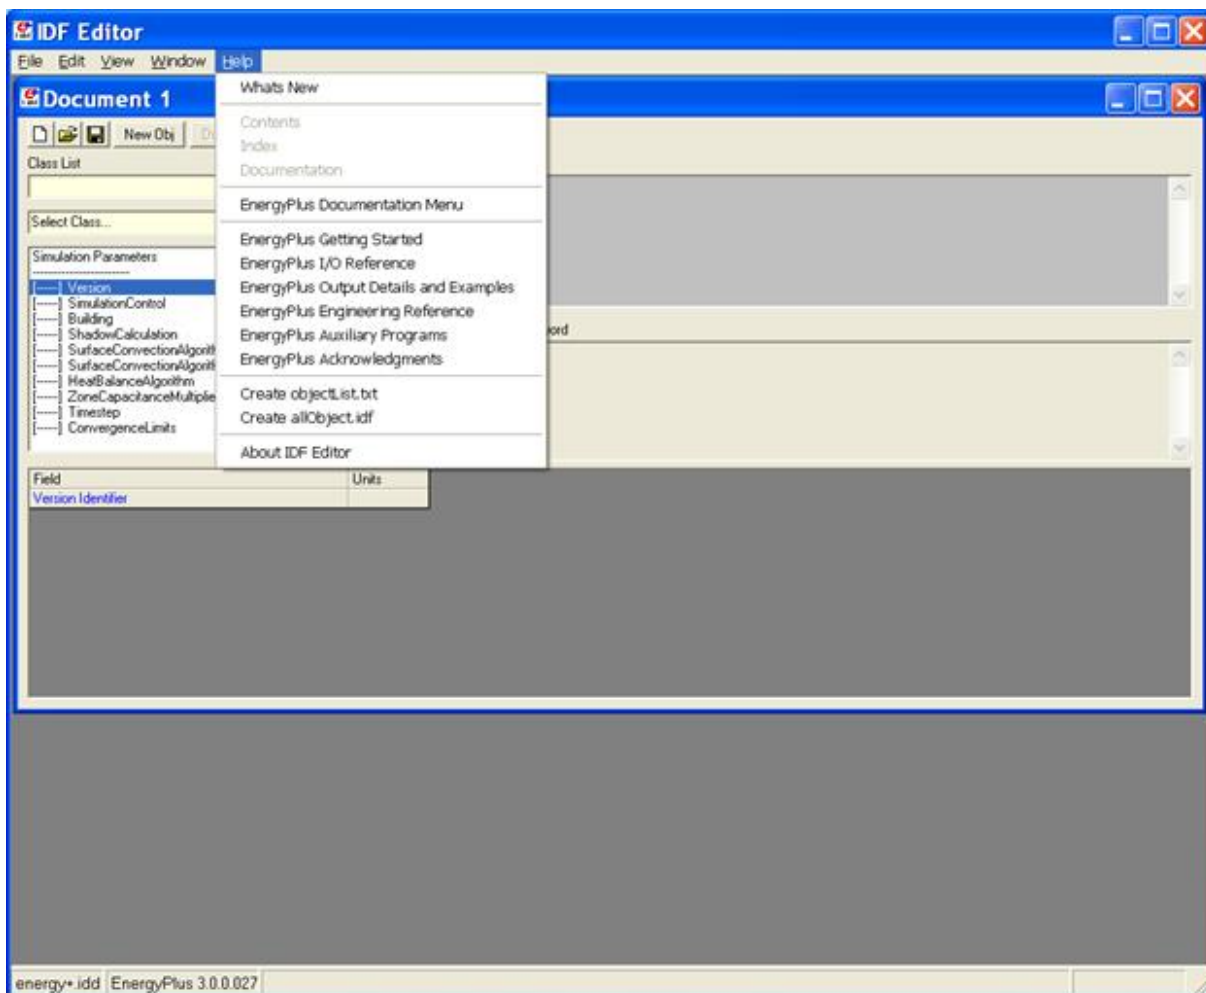 IDF Editor
File Edit View Window Help
Document 1
New Obj
Class List
Select Class...
Simulation Parameters
------------------------
[-----] Version
[-----] SimulationControl
[-----] Building
[-----] ShadowCalculation
[-----] SurfaceConvectionAlgorith
[-----] SurfaceConvectionAlgorith
[-----] HeatBalanceAlgorithm
[-----] ZoneCapacitanceMultiplie
[-----] Timestep
[-----] ConvergenceLimits
Whats New
Contents
Index
Documentation
EnergyPlus Documentation Menu
EnergyPlus Getting Started
EnergyPlus I/O Reference
EnergyPlus Output Details and Examples
EnergyPlus Engineering Reference
EnergyPlus Auxiliary Programs
EnergyPlus Acknowledgments
Create objectList.txt
Create allObject.idf
About IDF Editor
Field Units
Version Identifier
energy+.idd EnergyPlus 3.0.0.027